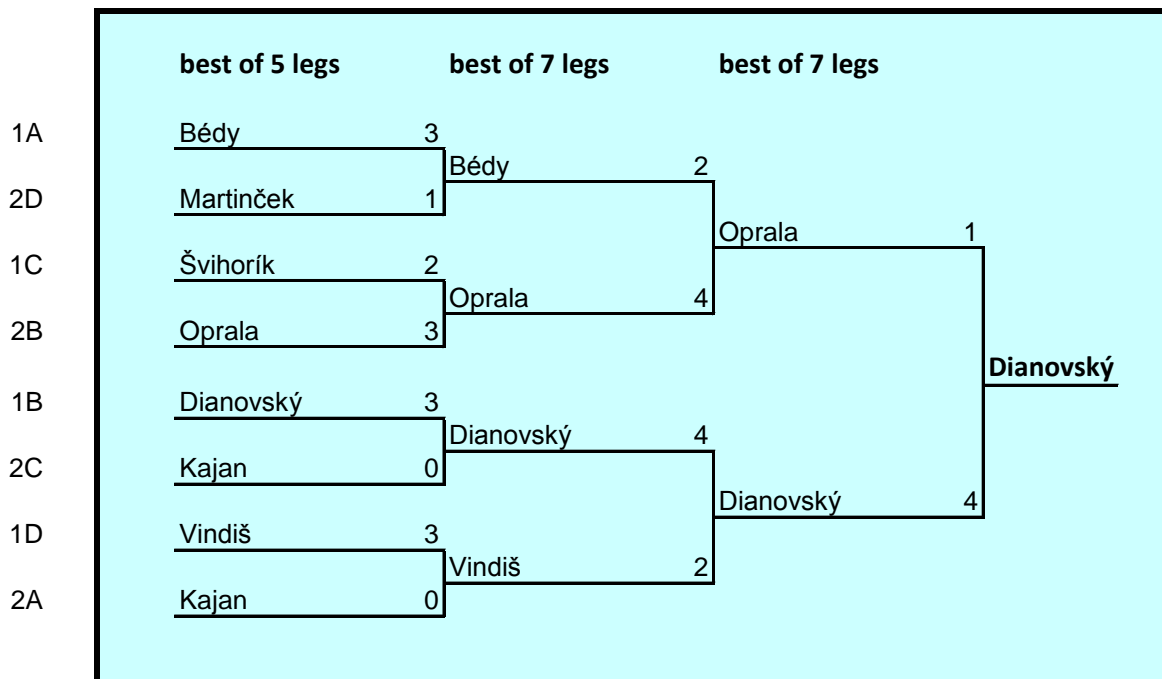 best of 5 legs best of 7 legs best of 7 legs
1A Bédy 3
Bédy 2
2D Martinček 1
Oprala 1
1C Švihorík 2
Oprala 4
2B Oprala 3
Dianovský
1B Dianovský 3
Dianovský 4
2C Kajan 0
Dianovský 4
1D Vindiš 3
Vindiš 2
2A Kajan 0